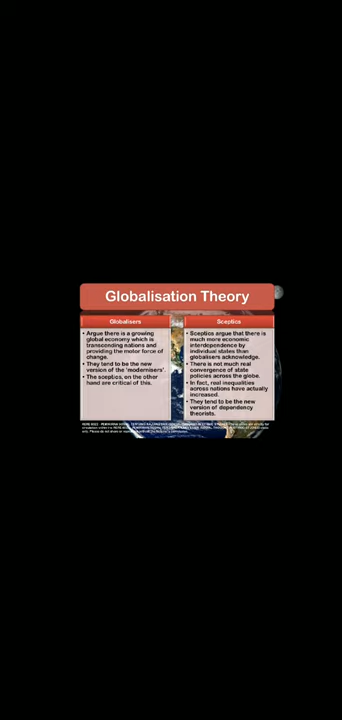 Globalisation Theory
Globalisers
• Argue there is a growing
global economy which is
transcending nations and
providing the motor force of
change.
• They tend to be the new
version of the 'modernisers'.
• The sceptics, on the other
hand are critical of this.
Sceptics
• Sceptics argue that there is
much more economic
interdependence by
individual states than
globalisers acknowledge.
• There is not much real
convergence of state
policies across the globe.
• In fact, real inequalities
across nations have actually
increased.
• They tend to be the new
version of dependency
theorists.